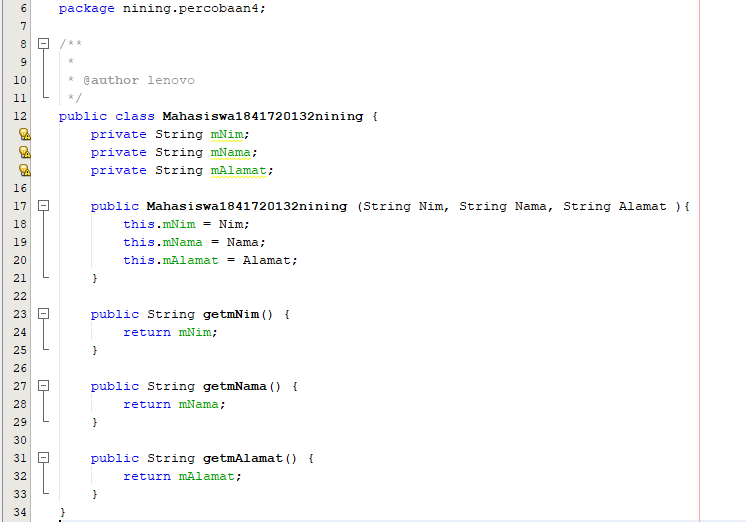 6 package nining.percobaan4;
7
8 /**
9 *
10 * @author lenovo
11 */
12 public class Mahasiswa1841720132nining {
private String mNim;
private String mNama;
private String mAlamat;
16
17 public Mahasiswa1841720132nining (String Nim, String Nama, String Alamat ){
18 this.mNim = Nim;
19 this.mNama = Nama;
20 this.mAlamat = Alamat;
21 }
22
23 public String getmNim() {
24 return mNim;
25 }
26
27 public String getmNama() {
28 return mNama;
29 }
30
31 public String getmAlamat() {
32 return mAlamat;
33 }
34 }